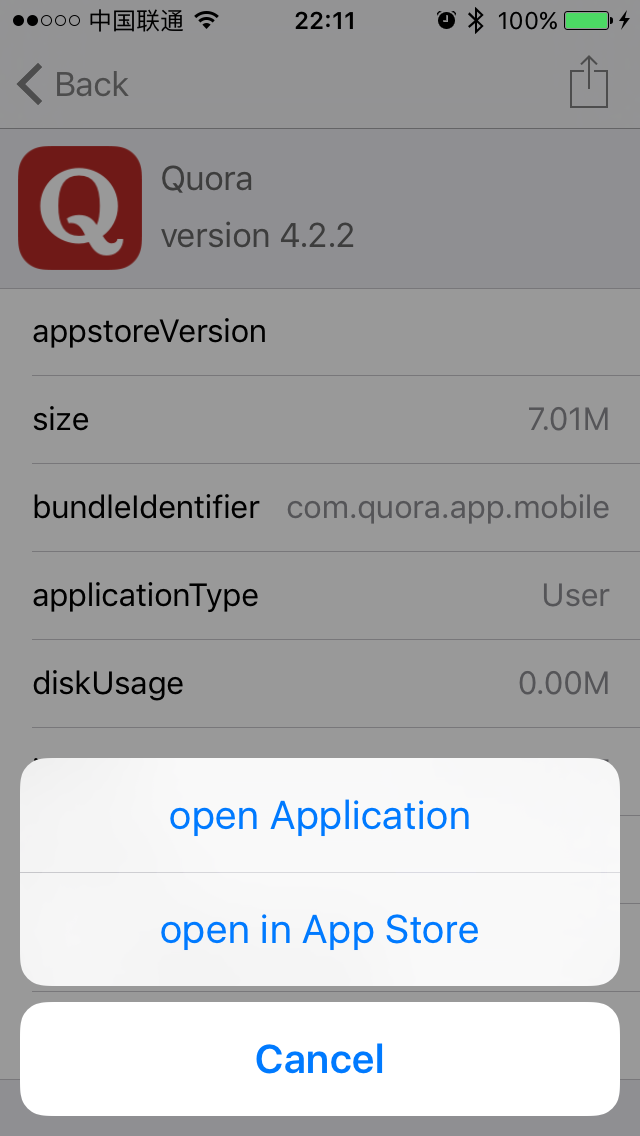 中国联通 22:11 100%
Back
Quora
version 4.2.2
appstoreVersion
size 7.01M
bundleIdentifier com.quora.app.mobile
applicationType User
diskUsage 0.00M
open Application
open in App Store
Cancel